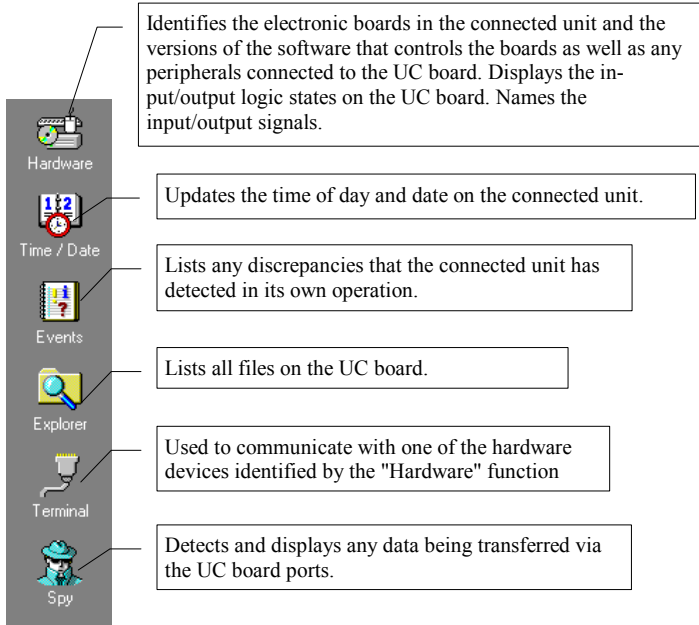 Identifies the electronic boards in the connected unit and the
versions of the software that controls the boards as well as any
peripherals connected to the UC board. Displays the in-
put/output logic states on the UC board. Names the
input/output signals.
Hardware
Updates the time of day and date on the connected unit.
Time / Date
Lists any discrepancies that the connected unit has
detected in its own operation.
Events
Lists all files on the UC board.
Explorer
Used to communicate with one of the hardware
devices identified by the "Hardware" function
Terminal
Detects and displays any data being transferred via
the UC board ports.
Spy